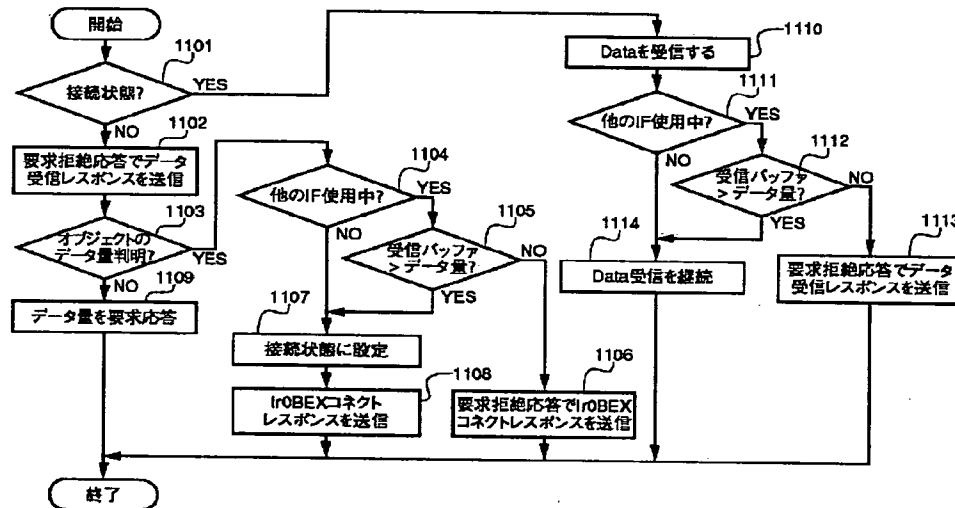 開始
1101
接続状態?
YES
NO
1102
要求拒絶応答でデータ
受信レスポンスを送信
1103
オブジェクトの
データ量判明?
YES
NO
1109
データ量を要求応答
1104
他のIF使用中?
YES
NO
1105
受信バッファ
>データ量?
NO
YES
1107
接続状態に設定
1108
Ir0BEXコネクト
レスポンスを送信
1106
要求拒絶応答でIr0BEX
コネクトレスポンスを送信
1110
Dataを受信する
1111
他のIF使用中?
YES
NO
1112
受信バッファ
>データ量?
NO
YES
1114
Data受信を継続
1113
要求拒絶応答でデータ
受信レスポンスを送信
終了